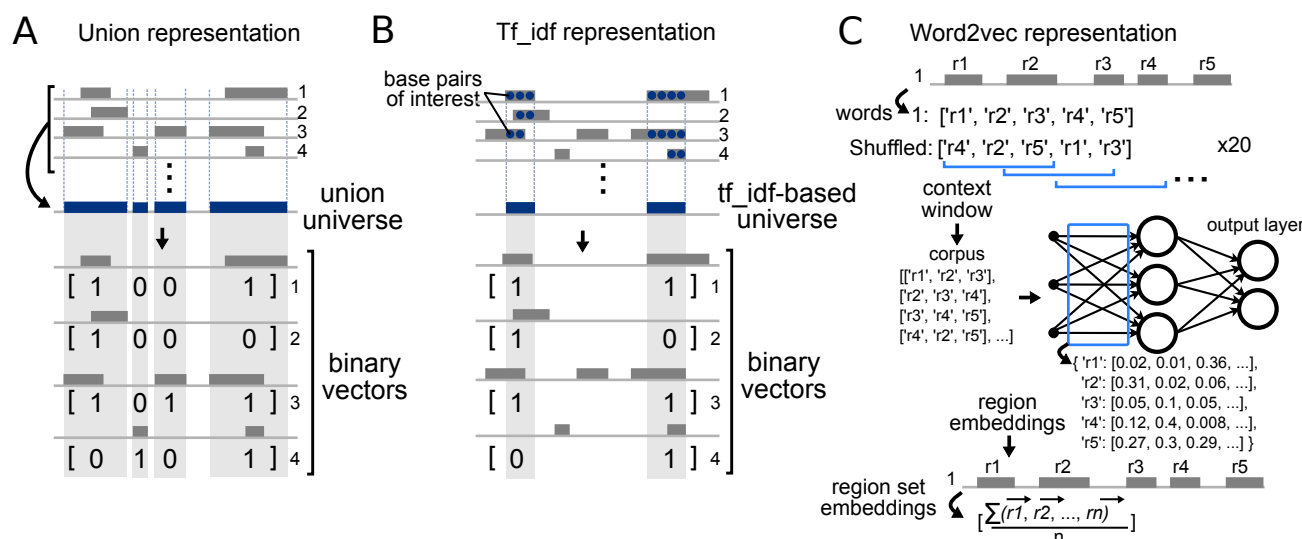 A
Union representation
1
2
3
4
union
universe
[ 1 0 0 1 ] 1
[ 1 0 0 0 ] 2
[ 1 0 1 1 ] 3
[ 0 1 0 1 ] 4
binary
vectors
B
Tf_idf representation
base pairs
of interest
1
2
3
4
tf_idf-based
universe
[ 1 1 ] 1
[ 1 0 ] 2
[ 1 1 ] 3
[ 0 1 ] 4
binary
vectors
C
Word2vec representation
1 r1 r2 r3 r4 r5
words 1: ['r1', 'r2', 'r3', 'r4', 'r5']
Shuffled: ['r4', 'r2', 'r5', 'r1', 'r3'] x20
...
context
window
corpus
[['r1', 'r2', 'r3'],
['r2', 'r3', 'r4'],
['r3', 'r4', 'r5'],
['r4', 'r2', 'r5'], ...]
output layer
{ 'r1': [0.02, 0.01, 0.36, ...],
'r2': [0.31, 0.02, 0.06, ...],
'r3': [0.05, 0.1, 0.05, ...],
'r4': [0.12, 0.4, 0.008, ...],
'r5': [0.27, 0.3, 0.29, ...] }
region
embeddings
1 r1 r2 r3 r4 r5
region set
embeddings
[ ∑(r1, r2, ..., rn) ]
n